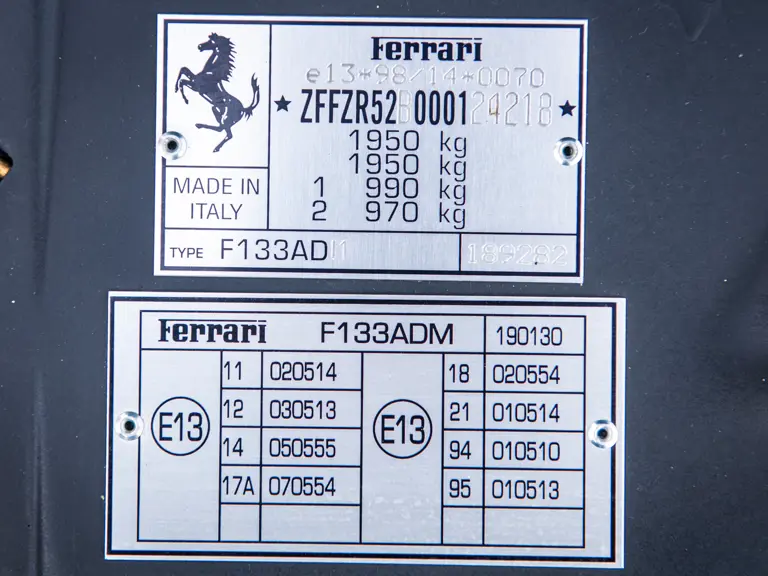 Ferrari
e13*98/14*0070
★ ZFFZR52B000124218 ★
1950 kg
1950 kg
1 990 kg
2 970 kg
MADE IN
ITALY
TYPE F133AD
189282
Ferrari F133ADM 190130
E13 11 020514 E13 18 020554
12 030513 21 010514
14 050555 94 010510
17A 070554 95 010513